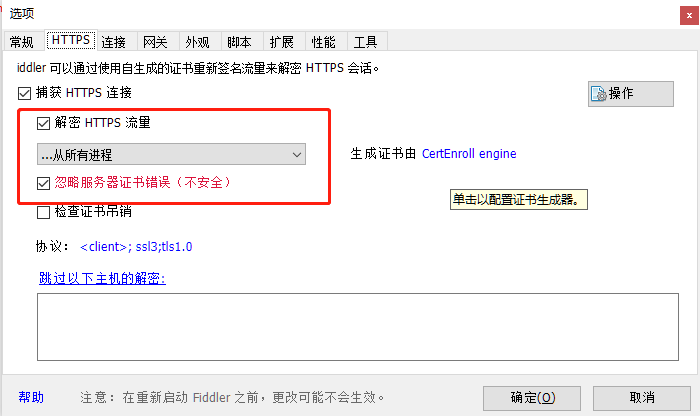 选项
常规 HTTPS 连接 网关 外观 脚本 扩展 性能 工具
iddler 可以通过使用自生成的证书重新签名流量来解密 HTTPS 会话。
捕获 HTTPS 连接
操作
解密 HTTPS 流量
...从所有进程
生成证书由 CertEnroll engine
忽略服务器证书错误（不安全）
单击以配置证书生成器。
检查证书吊销
协议： <client>; ssl3;tls1.0
跳过以下主机的解密:
帮助 注意：在重新启动 Fiddler 之前，更改可能不会生效。 确定(O) 取消